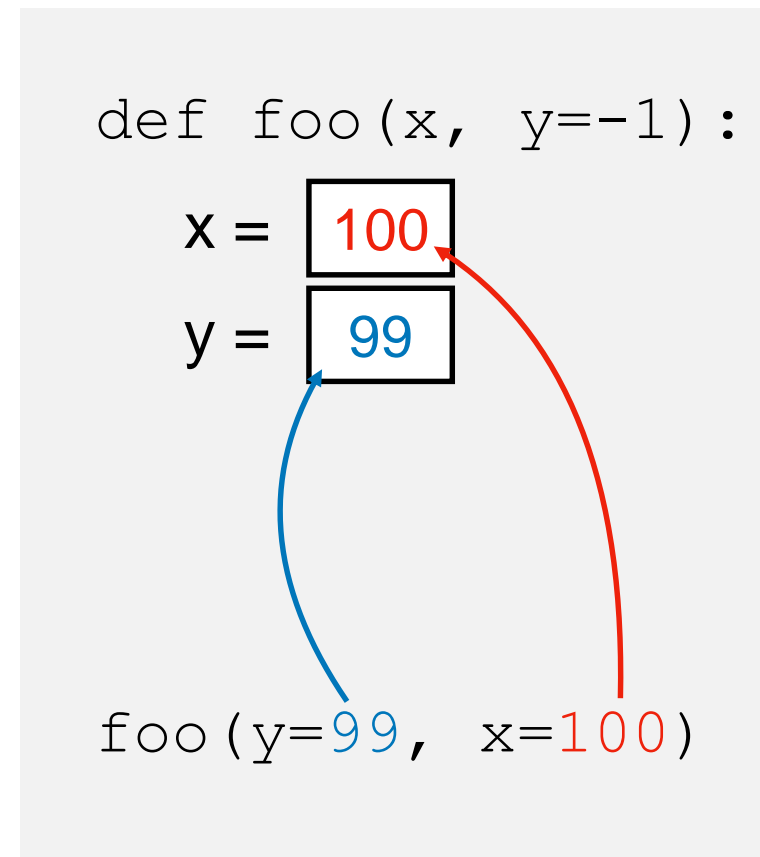 def foo(x, y=-1):
x = 100
y = 99
foo(y=99, x=100)